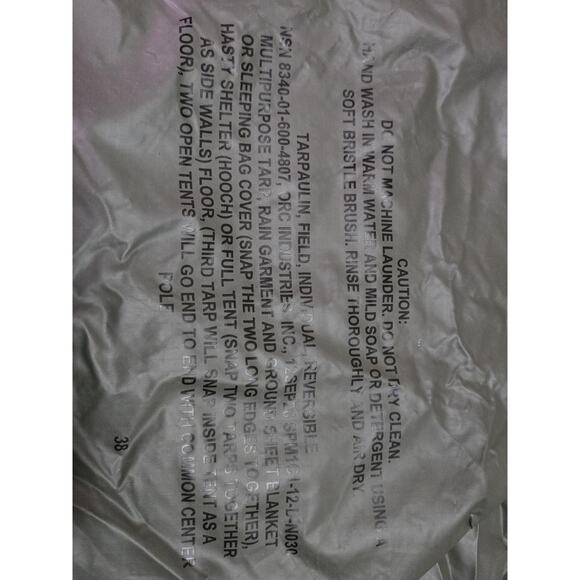 CAUTION:
DO NOT MACHINE LAUNDER. DO NOT DRY CLEAN.
HAND WASH IN WARM WATER AND MILD SOAP OR DETERGENT USING A
SOFT BRISTLE BRUSH. RINSE THOROUGHLY AND AIR DRY
TARPAULIN, FIELD, INDIVIDUAL, REVERSIBLE
NSN 8340-01-600-4807, ORC INDUSTRIES, INC.,
MULTIPURPOSE TARP, RAIN GARMENT AND GROUND SHEET BLANKET
OR SLEEPING BAG COVER (SNAP THE TWO LONG EDGES TOGETHER),
HASTY SHELTER (HOOCH) OR FULL TENT (SNAP TWO TARPS TOGETHER
AS SIDE WALLS) FLOOR, (THIRD TARP WILL SNAP INSIDE TENT AS A
FLOOR), TWO OPEN TENTS WILL GO END TO END WITH COMMON CENTER
POLE
38